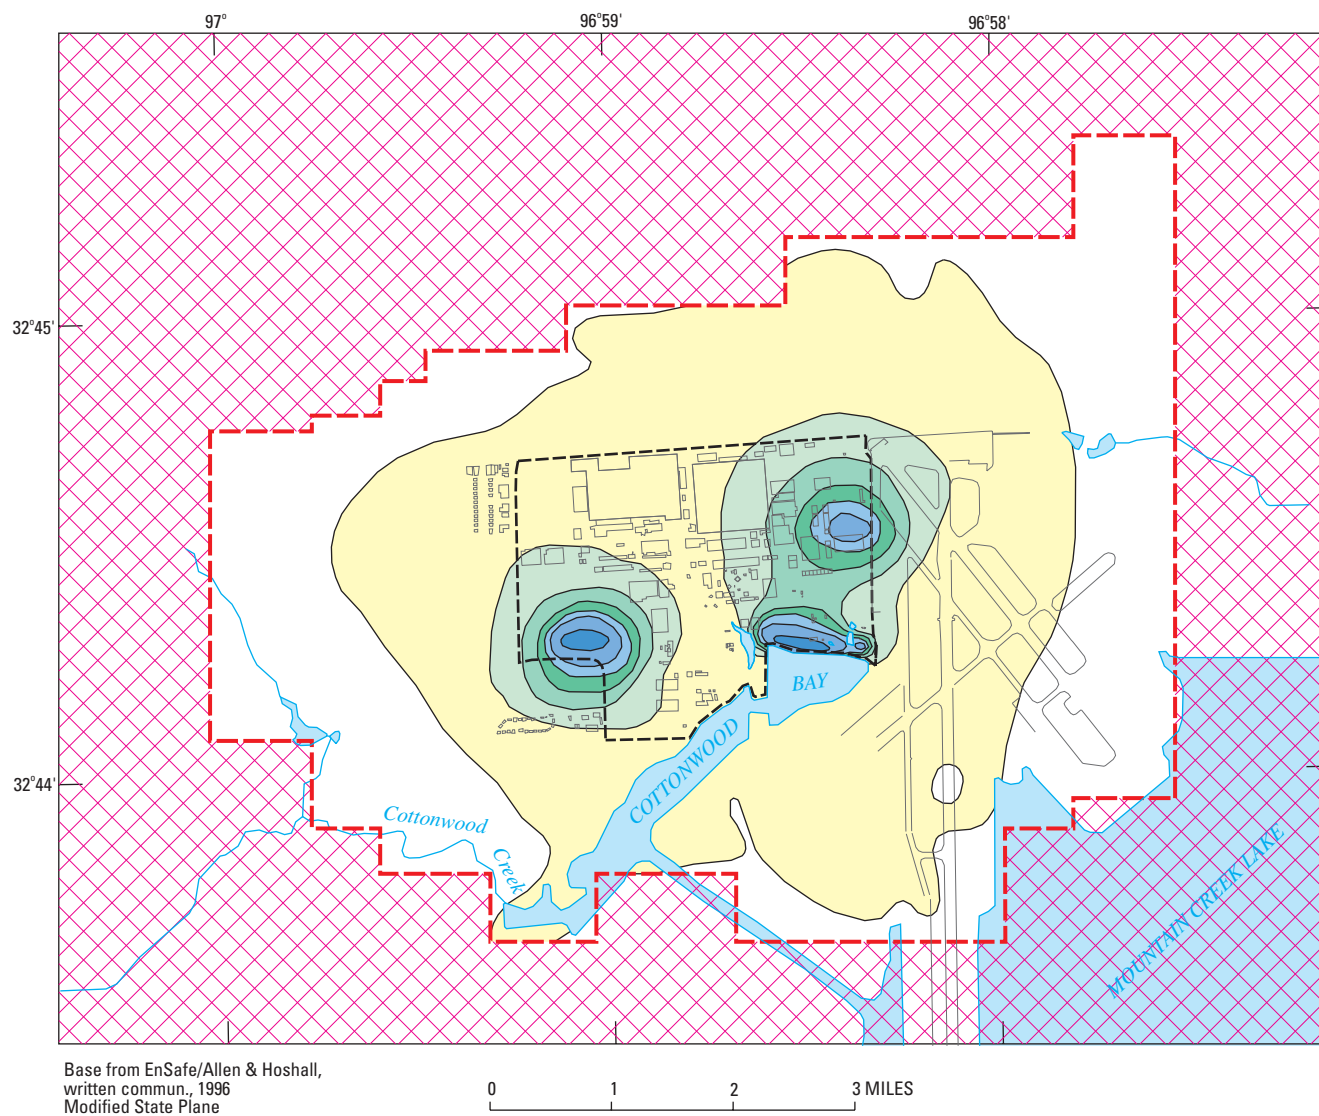 97° 96°59' 96°58'
32°45'
BAY
COTTONWOOD
32°44'
Cottonwood
Creek
MOUNTAIN CREEK LAKE
Base from EnSafe/Allen & Hoshall,
written commun., 1996
Modified State Plane
0 1 2 3 MILES